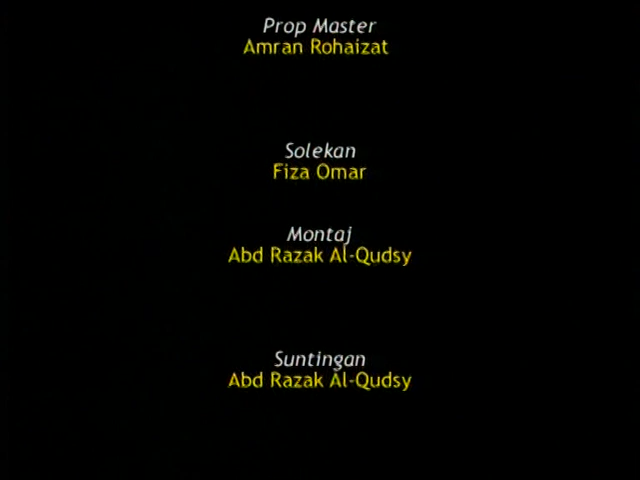 Prop Master
Amran Rohaizat
Solekan
Fiza Omar
Montaj
Abd Razak Al-Qudsy
Suntingan
Abd Razak Al-Qudsy